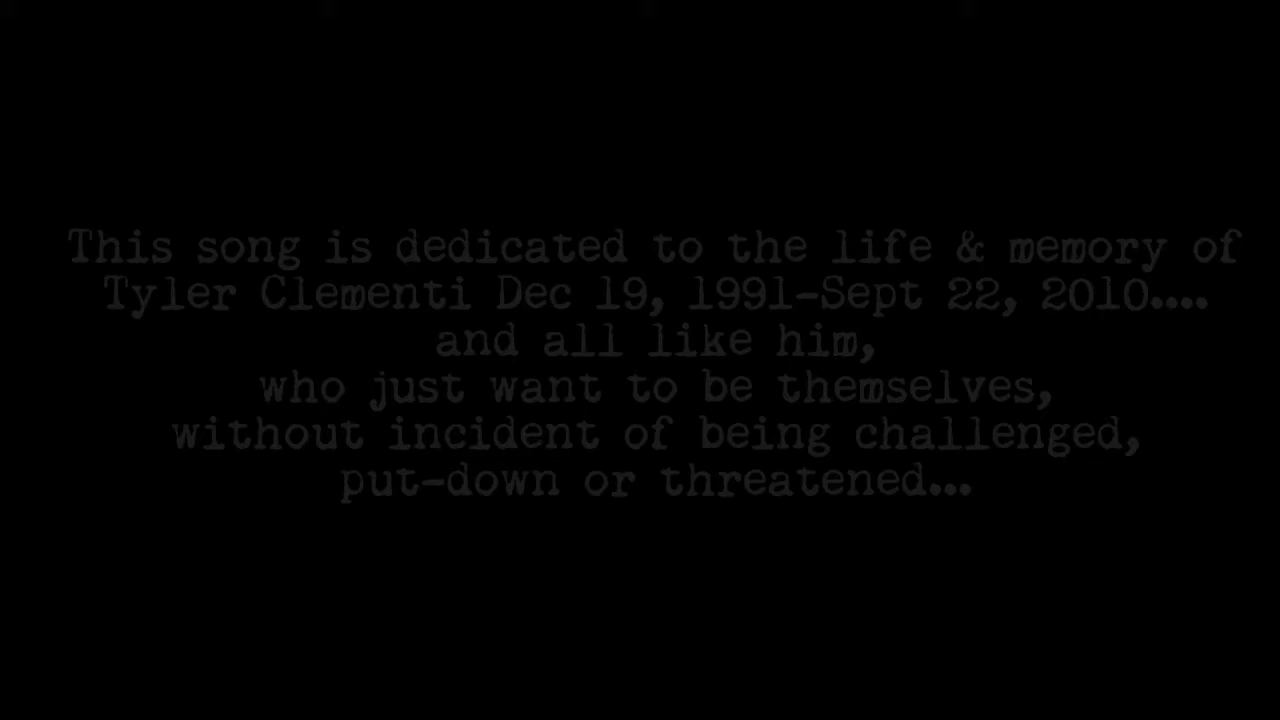 This song is dedicated to the life & memory of
Tyler Clementi Dec 19, 1991-Sept 22, 2010....
and all like him,
who just want to be themselves,
without incident of being challenged,
put-down or threatened...